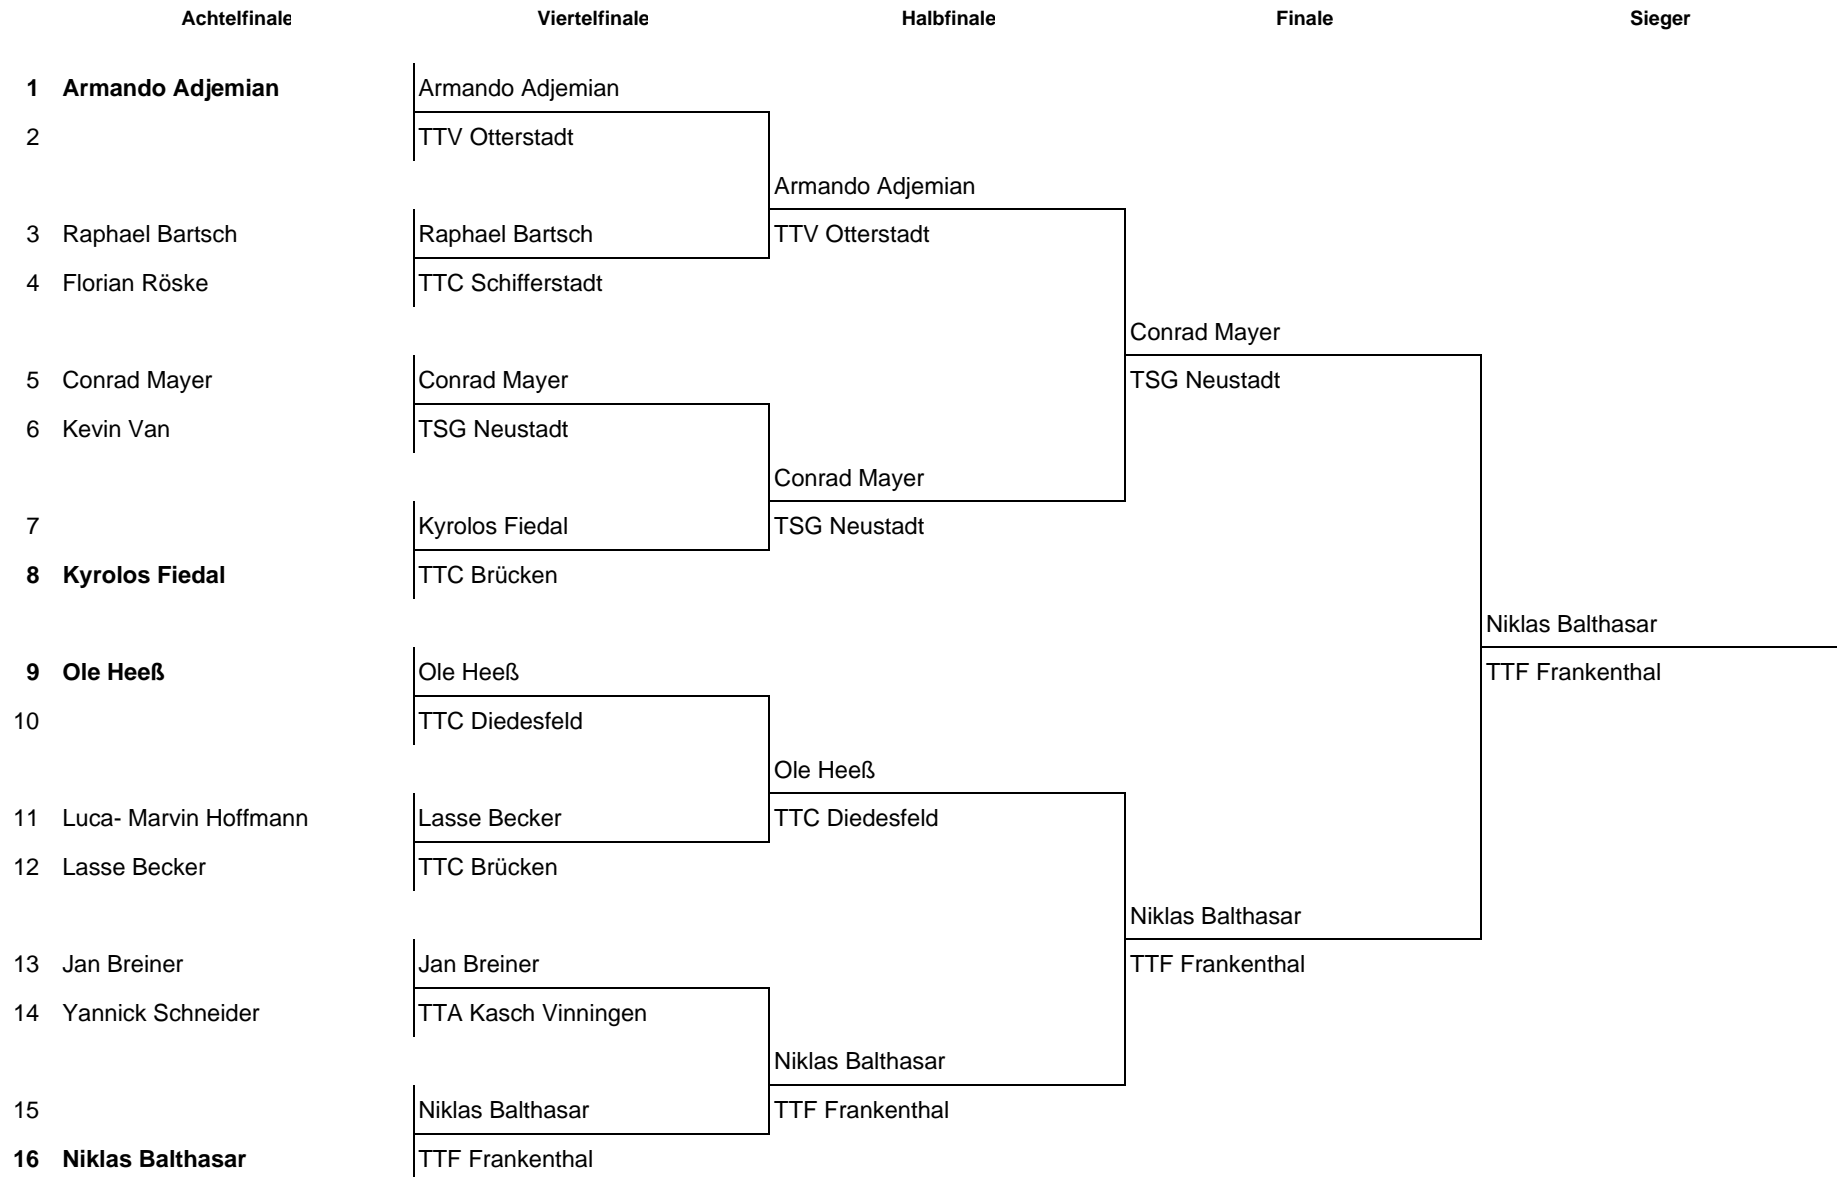 Achtelfinale Viertelfinale Halbfinale Finale Sieger
1 Armando Adjemian Armando Adjemian
2 TTV Otterstadt
Armando Adjemian
3 Raphael Bartsch Raphael Bartsch TTV Otterstadt
4 Florian Röske TTC Schifferstadt
Conrad Mayer
5 Conrad Mayer Conrad Mayer TSG Neustadt
6 Kevin Van TSG Neustadt
Conrad Mayer
7 Kyrolos Fiedal TSG Neustadt
8 Kyrolos Fiedal TTC Brücken
Niklas Balthasar
9 Ole Heeß Ole Heeß TTF Frankenthal
10 TTC Diedesfeld
Ole Heeß
11 Luca- Marvin Hoffmann Lasse Becker TTC Diedesfeld
12 Lasse Becker TTC Brücken
Niklas Balthasar
13 Jan Breiner Jan Breiner TTF Frankenthal
14 Yannick Schneider TTA Kasch Vinningen
Niklas Balthasar
15 Niklas Balthasar TTF Frankenthal
16 Niklas Balthasar TTF Frankenthal